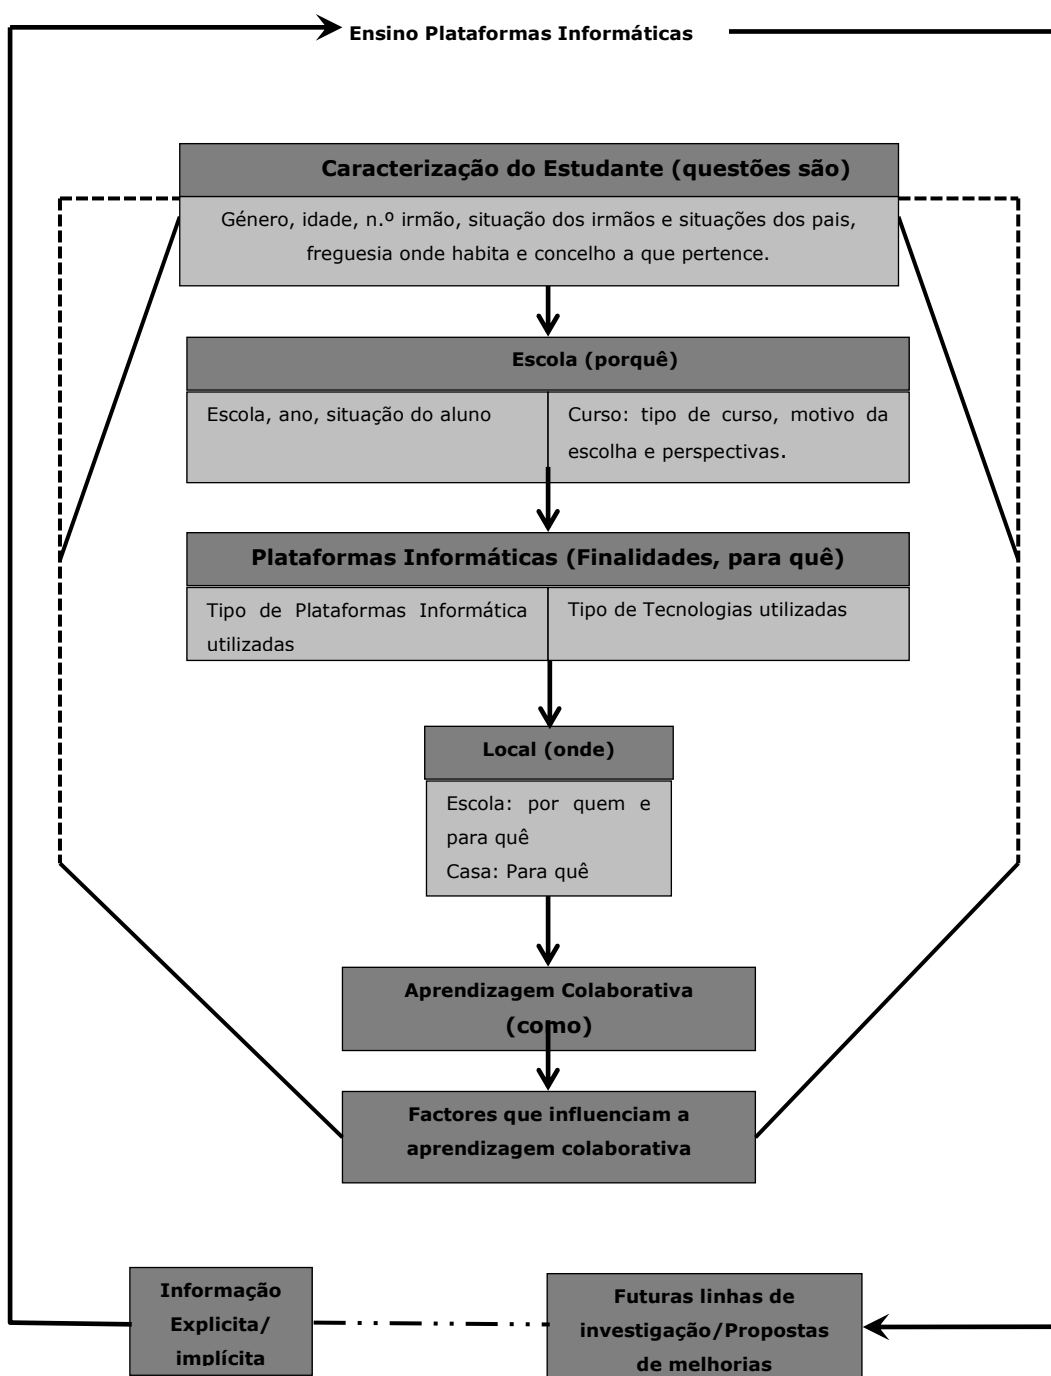 Ensino Plataformas Informáticas
Caracterização do Estudante (questões são)
Género, idade, n.º irmão, situação dos irmãos e situações dos pais,
freguesia onde habita e concelho a que pertence.
Escola (porquê)
Escola, ano, situação do aluno
Curso: tipo de curso, motivo da
escolha e perspectivas.
Plataformas Informáticas (Finalidades, para quê)
Tipo de Plataformas Informática
utilizadas
Tipo de Tecnologias utilizadas
Local (onde)
Escola: por quem e
para quê
Casa: Para quê
Aprendizagem Colaborativa
(como)
Factores que influenciam a
aprendizagem colaborativa
Informação
Explicita/
implícita
Futuras linhas de
investigação/Propostas
de melhorias